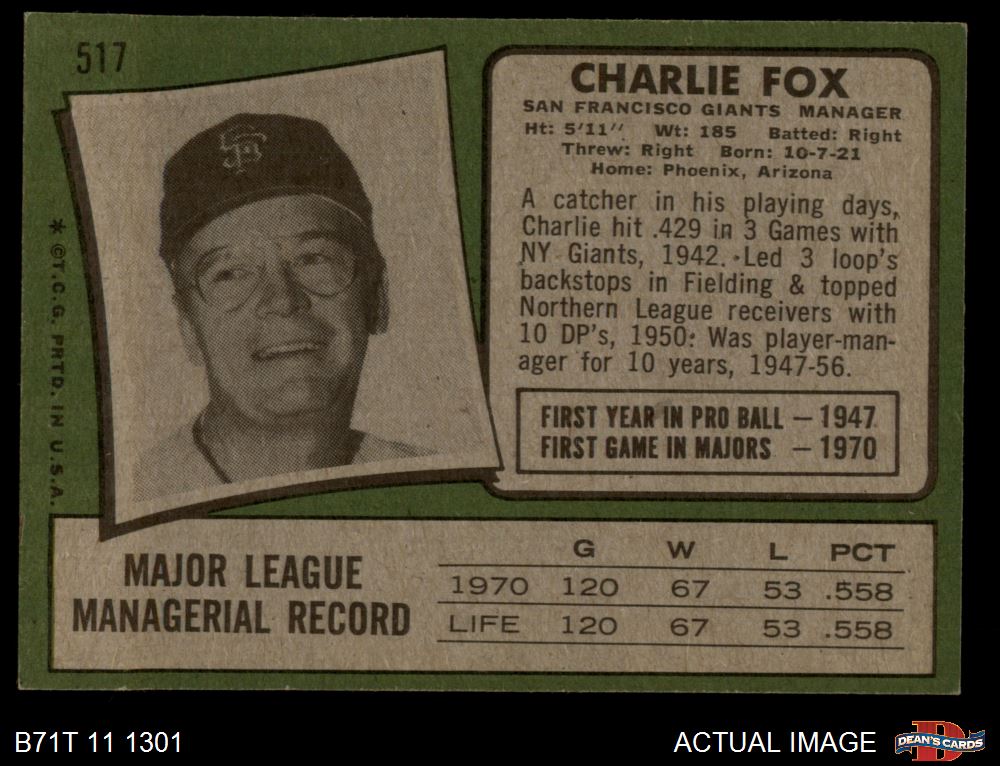 517
CHARLIE FOX
SAN FRANCISCO GIANTS MANAGER
Ht: 5'11" Wt: 185 Batted: Right
Threw: Right Born: 10-7-21
Home: Phoenix, Arizona
A catcher in his playing days,
Charlie hit .429 in 3 Games with
NY Giants, 1942. Led 3 loop's
backstops in Fielding & topped
Northern League receivers with
10 DP's, 1950. Was player-man-
ager for 10 years, 1947-56.
FIRST YEAR IN PRO BALL — 1947
FIRST GAME IN MAJORS — 1970
SF
* ©T.C.G. PRTD. IN U.S.A.
MAJOR LEAGUE
MANAGERIAL RECORD
G W L PCT
1970 120 67 53 .558
LIFE 120 67 53 .558
B71T 11 1301
ACTUAL IMAGE
D
DEAN'S CARDS